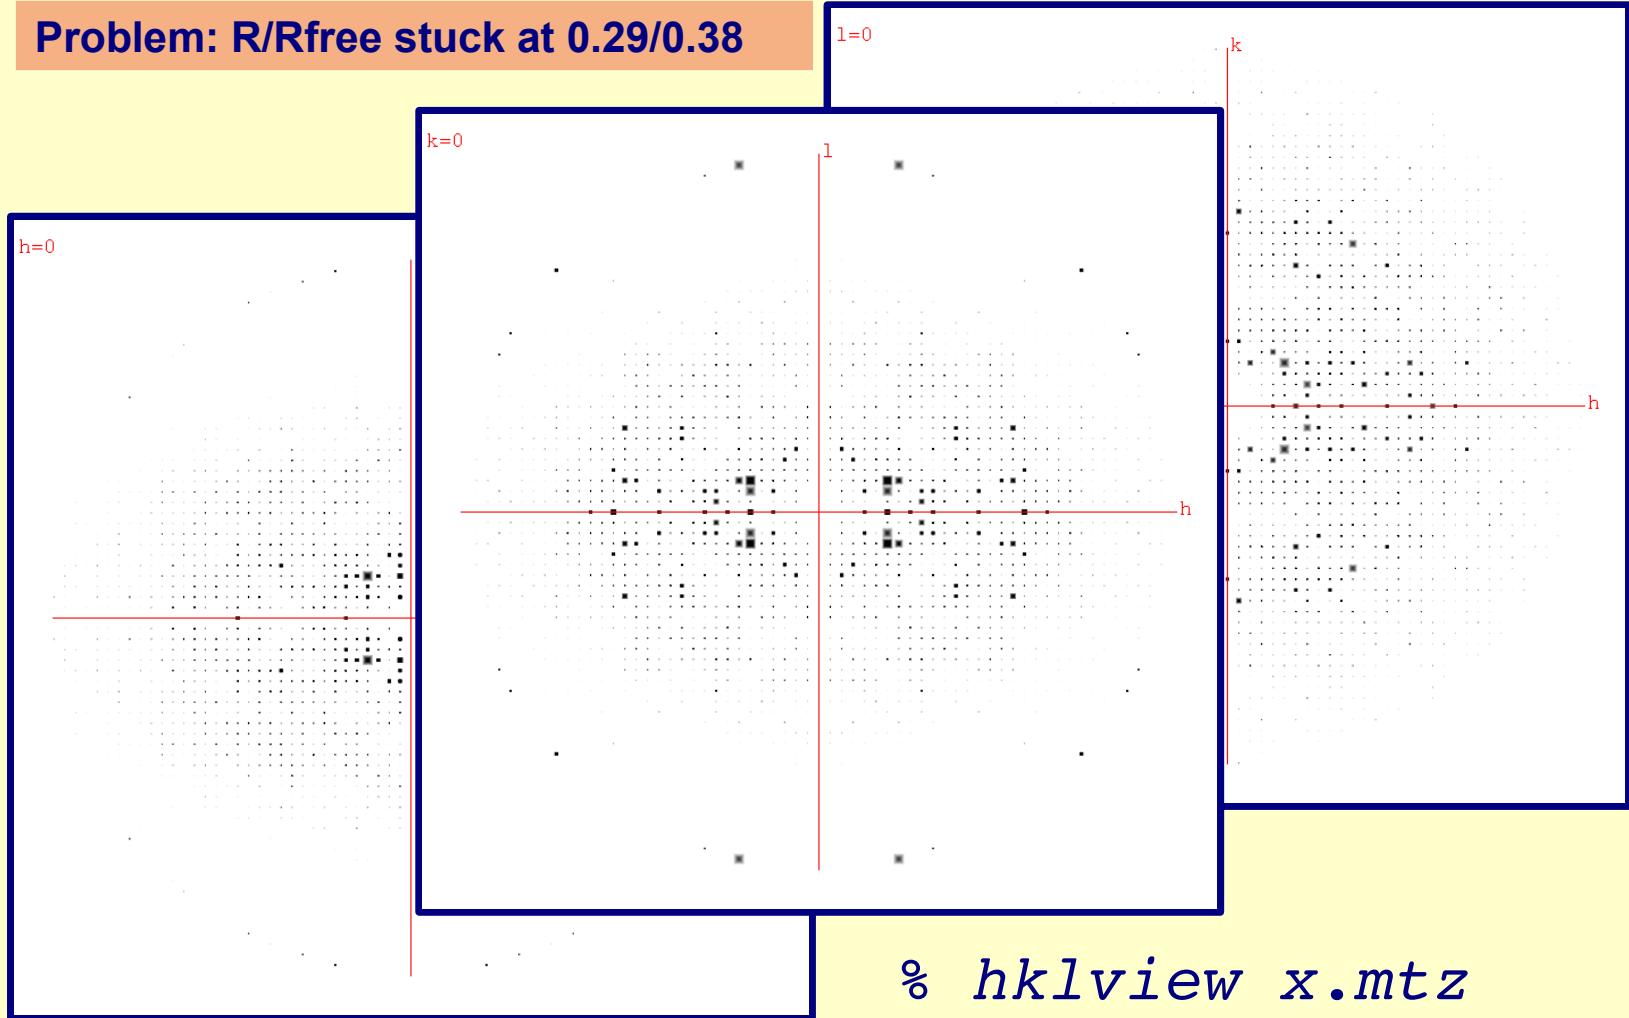 Problem: R/Rfree stuck at 0.29/0.38
l=0
k
h
k=0
l
h
h=0
% hklview x.mtz